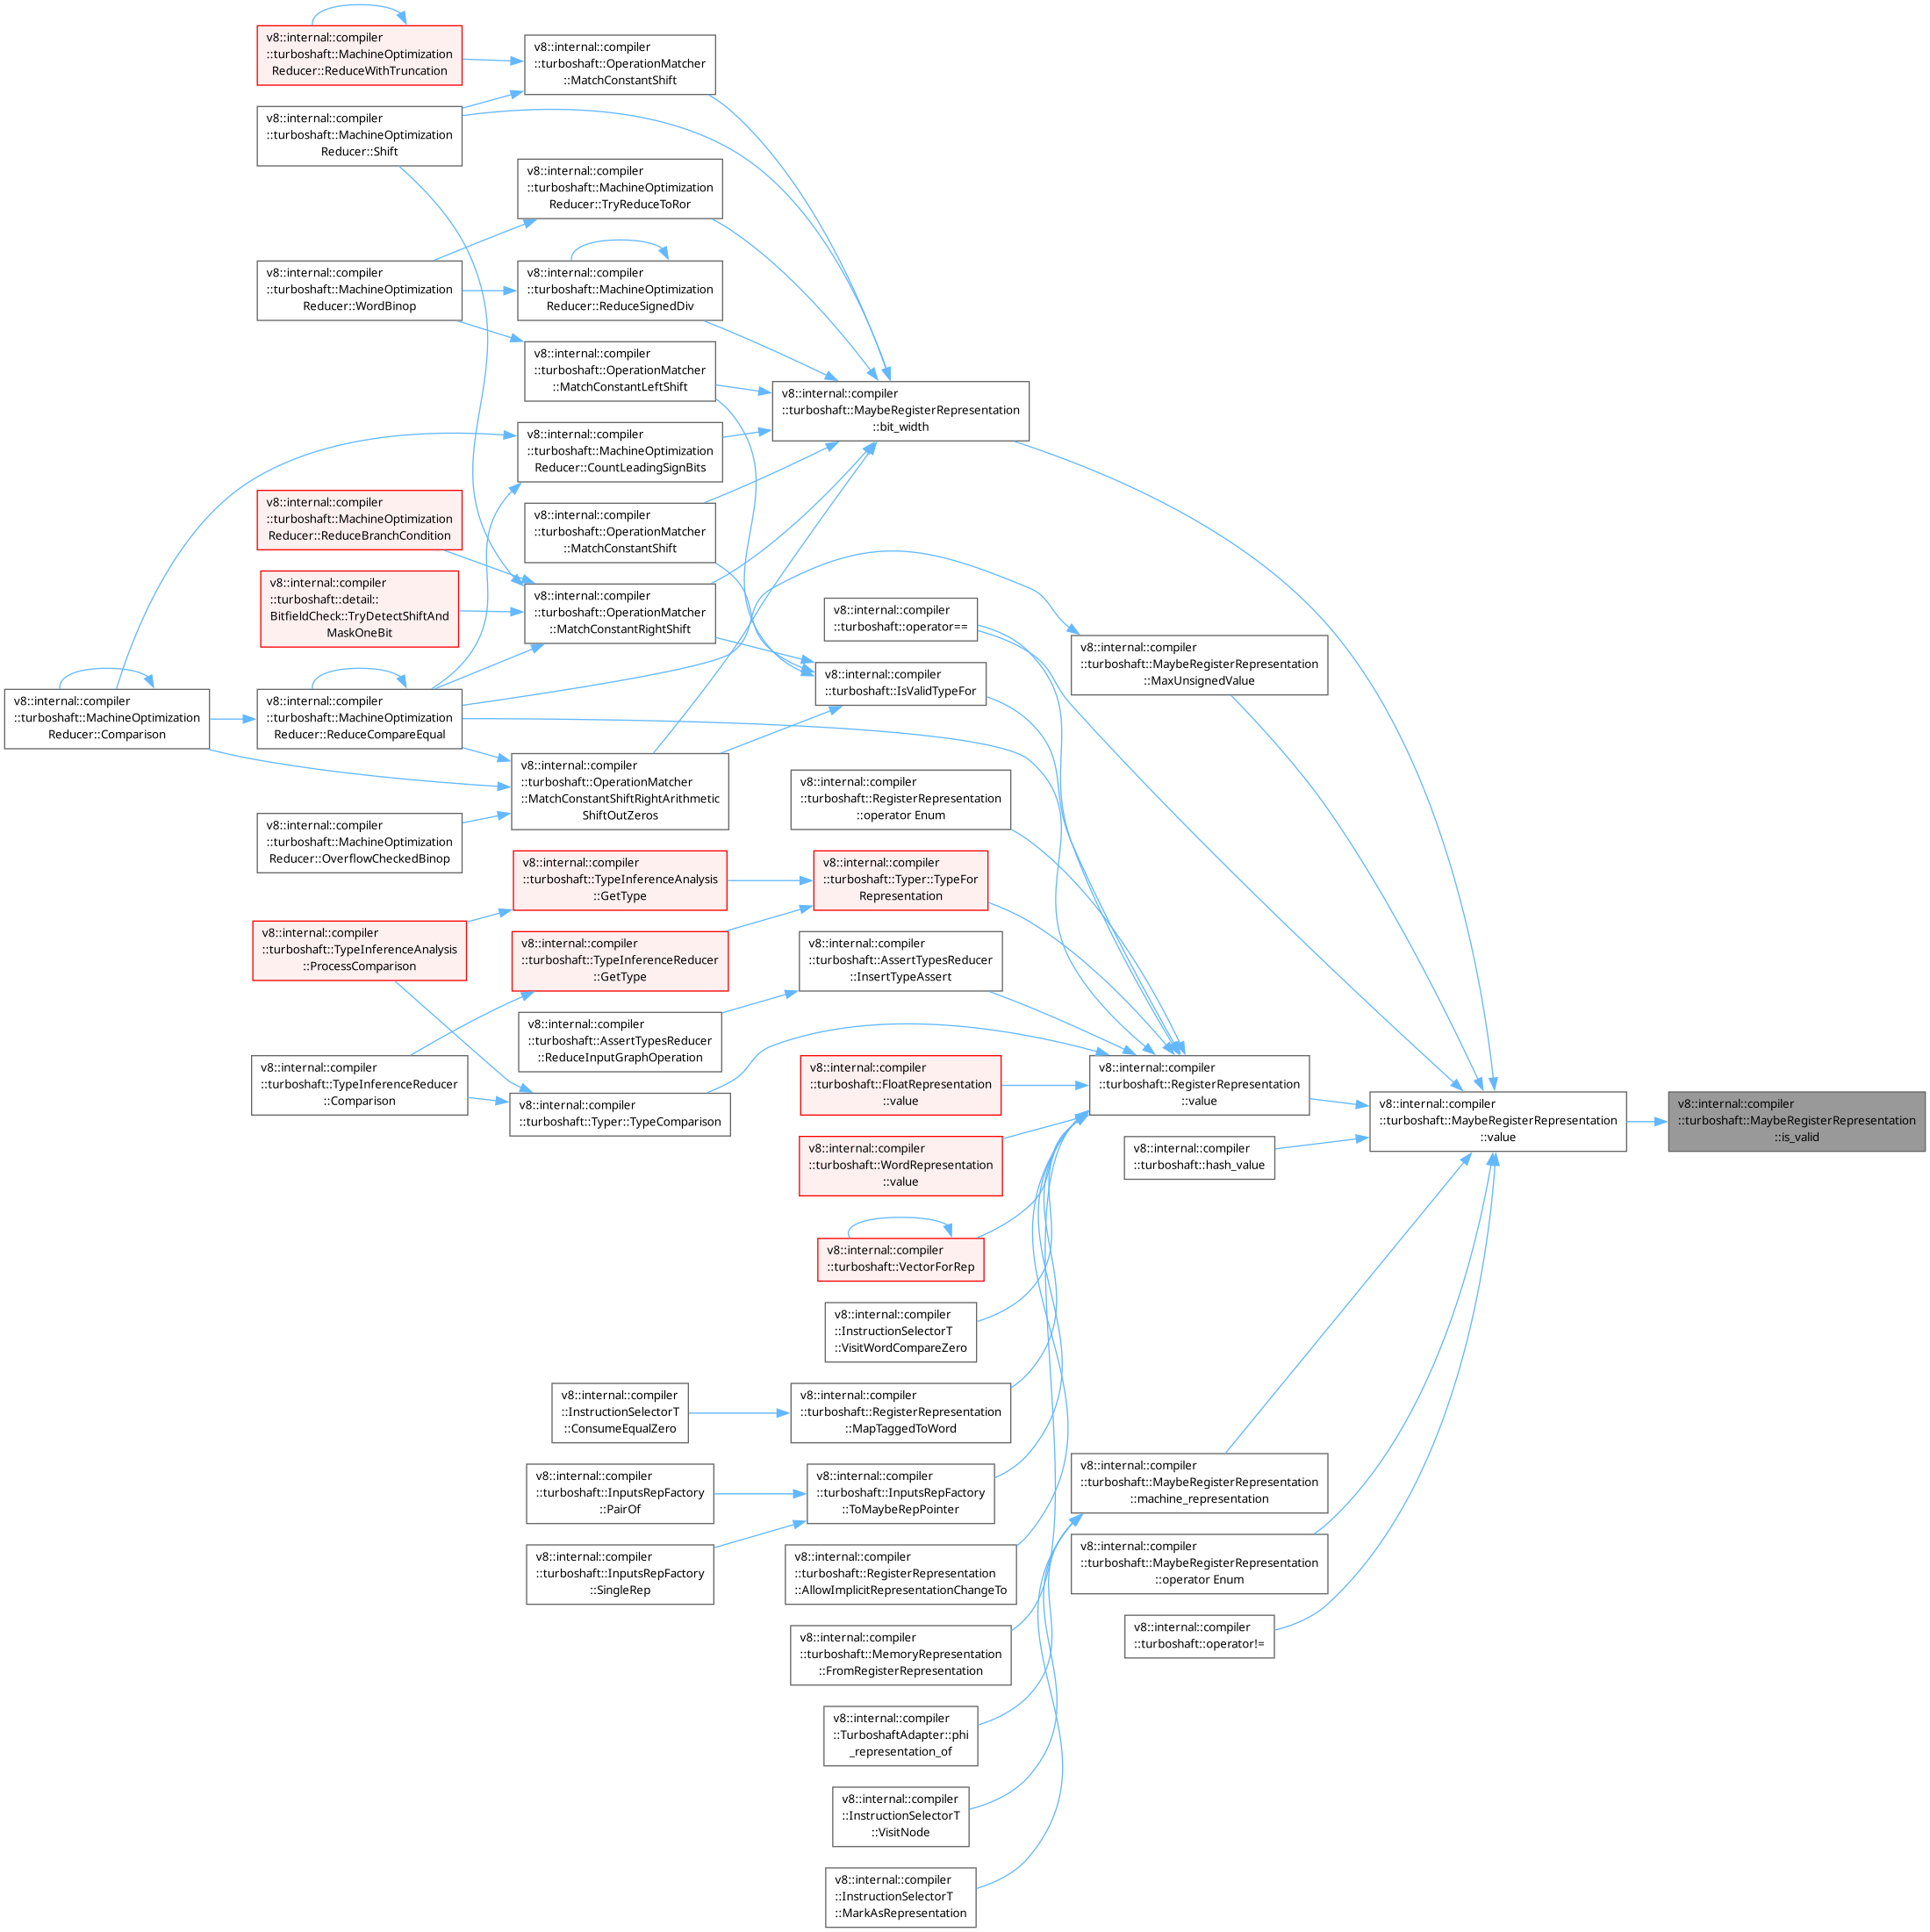 v8::internal::compiler
::turboshaft::MachineOptimization
Reducer::ReduceWithTruncation
v8::internal::compiler
::turboshaft::OperationMatcher
::MatchConstantShift
v8::internal::compiler
::turboshaft::MachineOptimization
Reducer::Shift
v8::internal::compiler
::turboshaft::MachineOptimization
Reducer::TryReduceToRor
v8::internal::compiler
::turboshaft::MachineOptimization
Reducer::WordBinop
v8::internal::compiler
::turboshaft::MachineOptimization
Reducer::ReduceSignedDiv
v8::internal::compiler
::turboshaft::OperationMatcher
::MatchConstantLeftShift
v8::internal::compiler
::turboshaft::MaybeRegisterRepresentation
::bit_width
v8::internal::compiler
::turboshaft::MachineOptimization
Reducer::CountLeadingSignBits
v8::internal::compiler
::turboshaft::MachineOptimization
Reducer::ReduceBranchCondition
v8::internal::compiler
::turboshaft::OperationMatcher
::MatchConstantShift
v8::internal::compiler
::turboshaft::detail::
BitfieldCheck::TryDetectShiftAnd
MaskOneBit
v8::internal::compiler
::turboshaft::OperationMatcher
::MatchConstantRightShift
v8::internal::compiler
::turboshaft::operator==
v8::internal::compiler
::turboshaft::MaybeRegisterRepresentation
::MaxUnsignedValue
v8::internal::compiler
::turboshaft::IsValidTypeFor
v8::internal::compiler
::turboshaft::MachineOptimization
Reducer::Comparison
v8::internal::compiler
::turboshaft::MachineOptimization
Reducer::ReduceCompareEqual
v8::internal::compiler
::turboshaft::OperationMatcher
::MatchConstantShiftRightArithmetic
ShiftOutZeros
v8::internal::compiler
::turboshaft::RegisterRepresentation
::operator Enum
v8::internal::compiler
::turboshaft::MachineOptimization
Reducer::OverflowCheckedBinop
v8::internal::compiler
::turboshaft::TypeInferenceAnalysis
::GetType
v8::internal::compiler
::turboshaft::Typer::TypeFor
Representation
v8::internal::compiler
::turboshaft::TypeInferenceAnalysis
::ProcessComparison
v8::internal::compiler
::turboshaft::TypeInferenceReducer
::GetType
v8::internal::compiler
::turboshaft::AssertTypesReducer
::InsertTypeAssert
v8::internal::compiler
::turboshaft::AssertTypesReducer
::ReduceInputGraphOperation
v8::internal::compiler
::turboshaft::TypeInferenceReducer
::Comparison
v8::internal::compiler
::turboshaft::Typer::TypeComparison
v8::internal::compiler
::turboshaft::FloatRepresentation
::value
v8::internal::compiler
::turboshaft::RegisterRepresentation
::value
v8::internal::compiler
::turboshaft::MaybeRegisterRepresentation
::value
v8::internal::compiler
::turboshaft::MaybeRegisterRepresentation
::is_valid
v8::internal::compiler
::turboshaft::WordRepresentation
::value
v8::internal::compiler
::turboshaft::hash_value
v8::internal::compiler
::turboshaft::VectorForRep
v8::internal::compiler
::InstructionSelectorT
::VisitWordCompareZero
v8::internal::compiler
::InstructionSelectorT
::ConsumeEqualZero
v8::internal::compiler
::turboshaft::RegisterRepresentation
::MapTaggedToWord
v8::internal::compiler
::turboshaft::InputsRepFactory
::PairOf
v8::internal::compiler
::turboshaft::InputsRepFactory
::ToMaybeRepPointer
v8::internal::compiler
::turboshaft::MaybeRegisterRepresentation
::machine_representation
v8::internal::compiler
::turboshaft::InputsRepFactory
::SingleRep
v8::internal::compiler
::turboshaft::RegisterRepresentation
::AllowImplicitRepresentationChangeTo
v8::internal::compiler
::turboshaft::MaybeRegisterRepresentation
::operator Enum
v8::internal::compiler
::turboshaft::MemoryRepresentation
::FromRegisterRepresentation
v8::internal::compiler
::turboshaft::operator!=
v8::internal::compiler
::TurboshaftAdapter::phi
_representation_of
v8::internal::compiler
::InstructionSelectorT
::VisitNode
v8::internal::compiler
::InstructionSelectorT
::MarkAsRepresentation